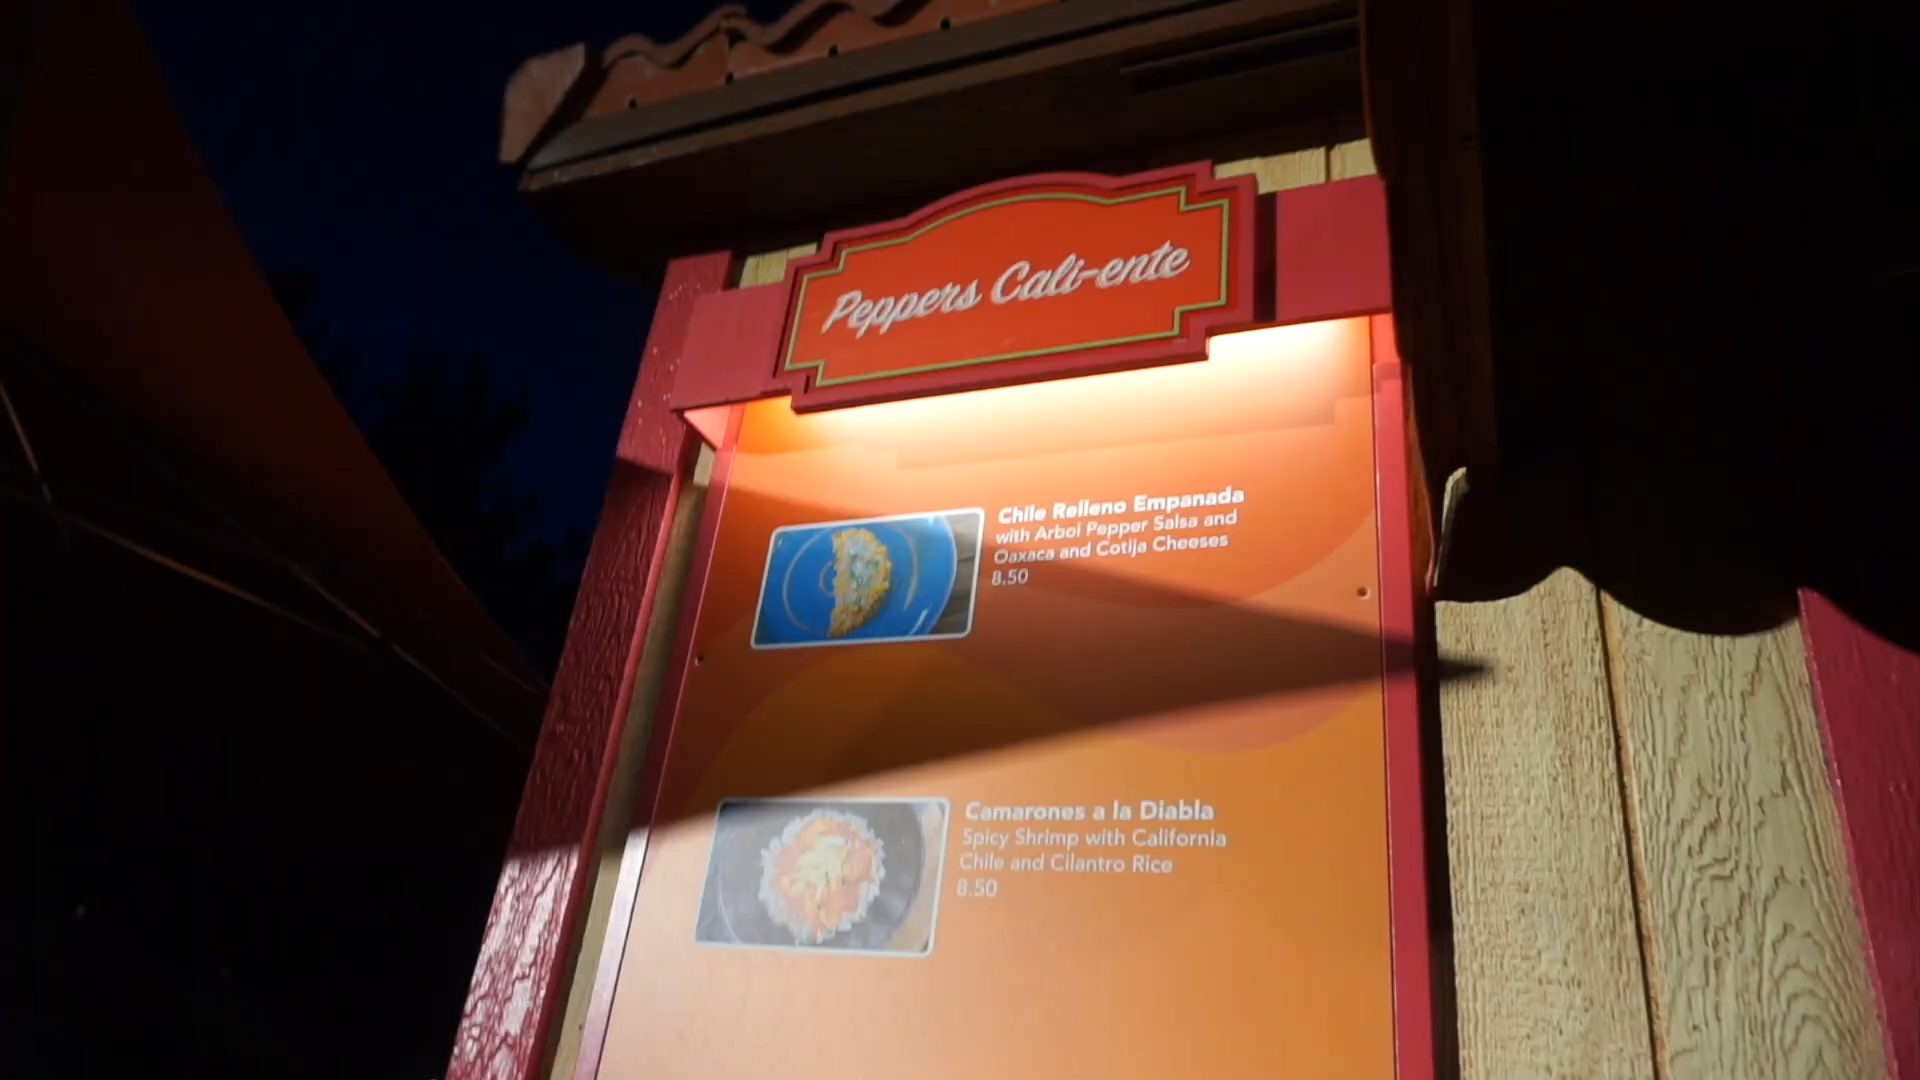 Peppers Cali-ente
Chile Relleno Empanada
with Arbol Pepper Salsa and
Oaxaca and Cotija Cheeses
8.50
Camarones a la Diabla
Spicy Shrimp with California
Chile and Cilantro Rice
8.50